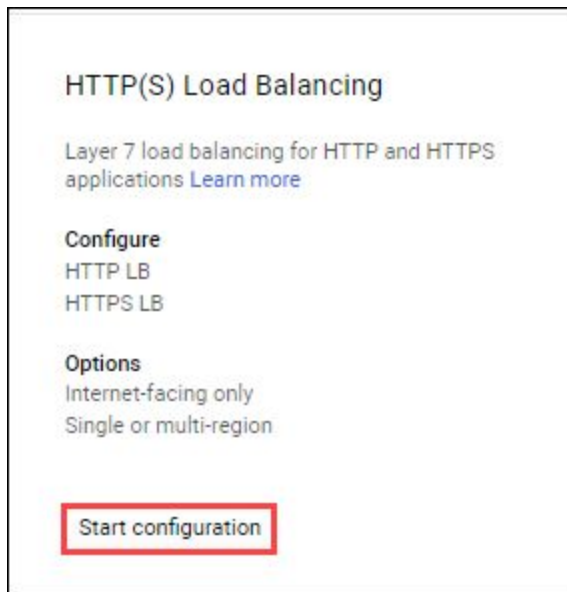 HTTP(S) Load Balancing
Layer 7 load balancing for HTTP and HTTPS
applications Learn more
Configure
HTTP LB
HTTPS LB
Options
Internet-facing only
Single or multi-region
Start configuration